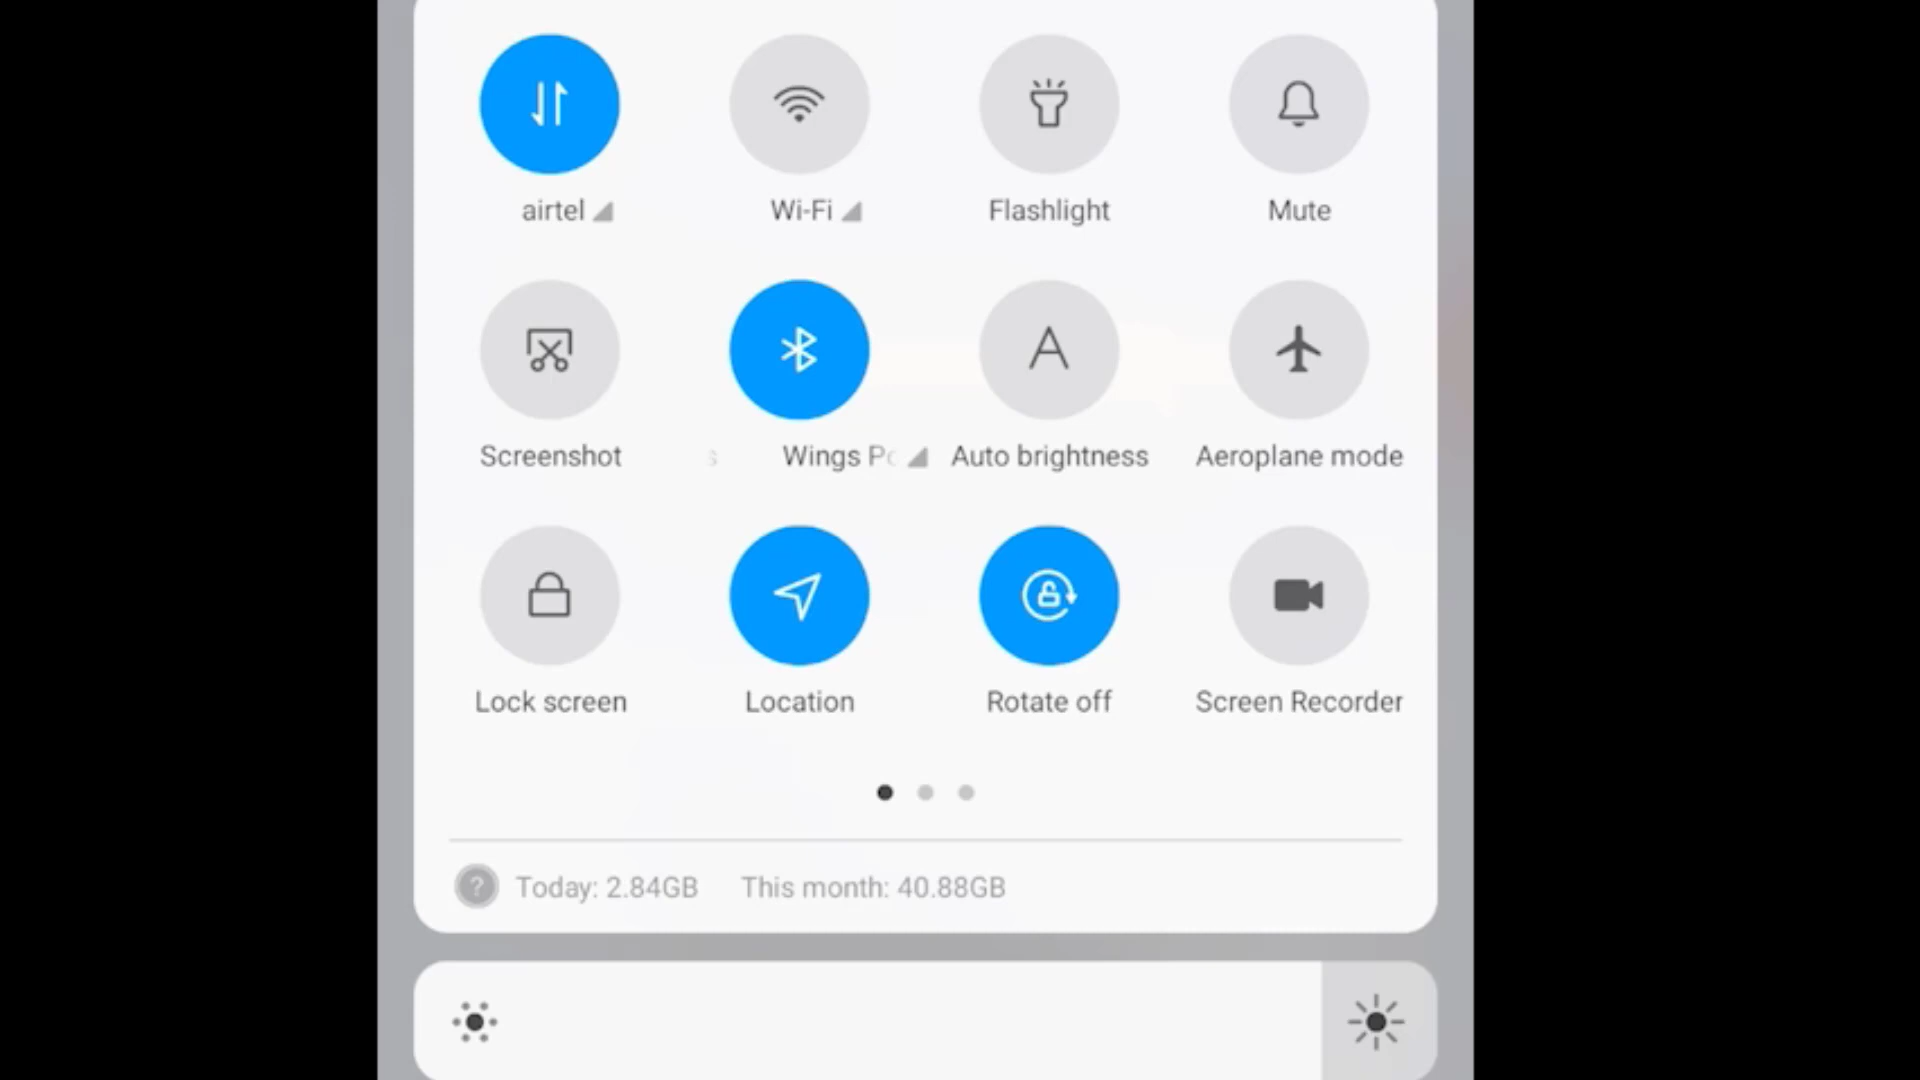 airtel
Wi-Fi
Flashlight
Mute
Screenshot
Wings
Auto brightness
Aeroplane mode
Lock screen
Location
Rotate off
Screen Recorder
Today: 2.84GB
This month: 40.88GB